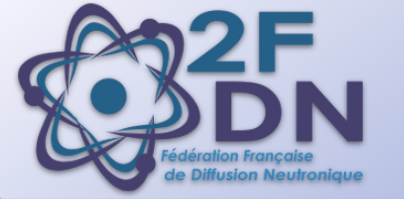 2F
DN
Fédération Française
de Diffusion Neutronique